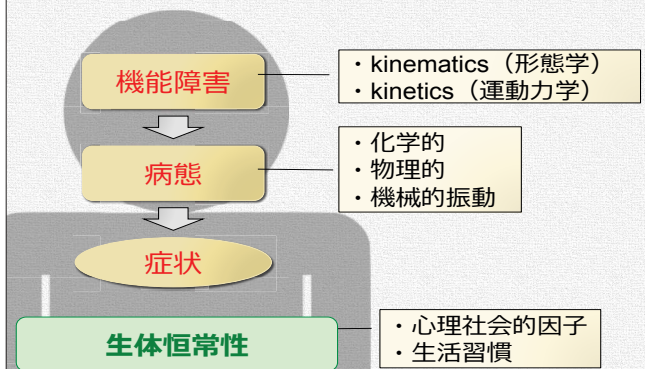 機能障害
・kinematics（形態学）
・kinetics（運動力学）
病態
・化学的
・物理的
・機械的振動
症状
生体恒常性
・心理社会的因子
・生活習慣